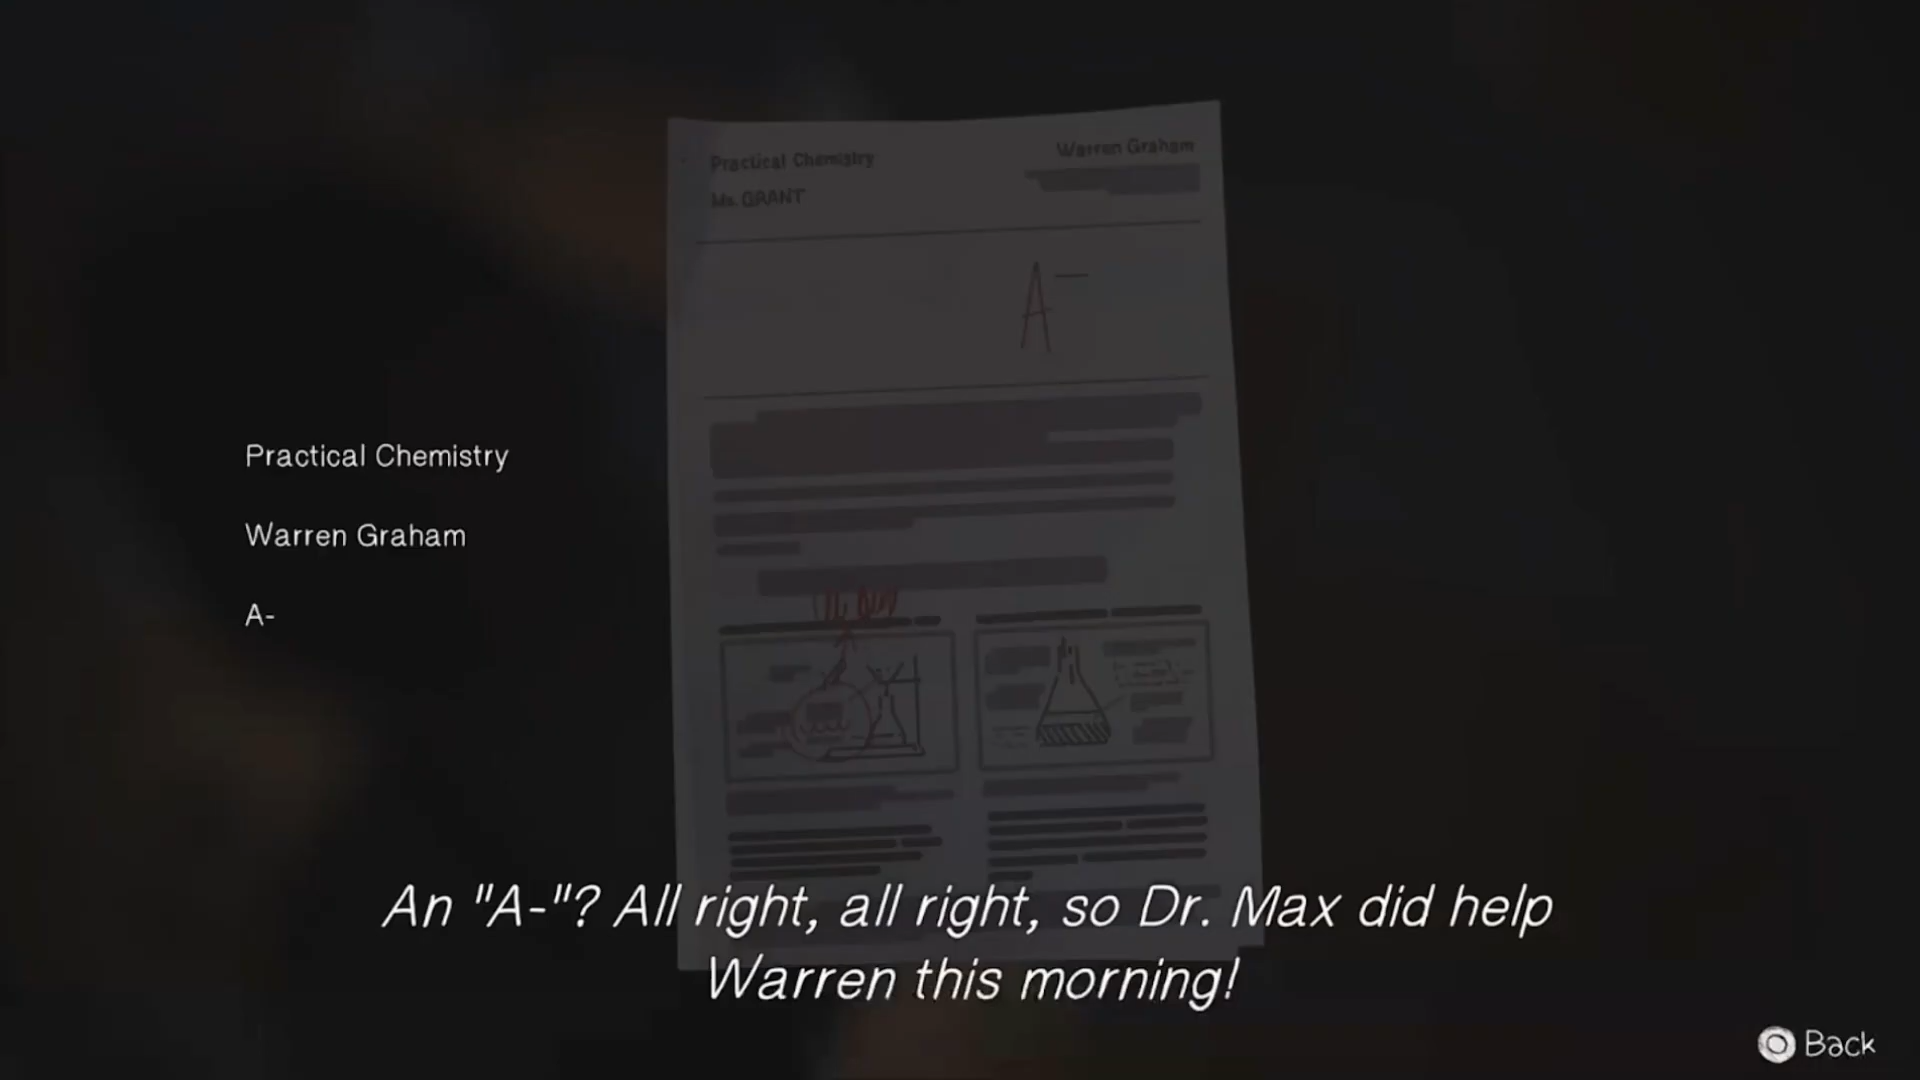 Practical Chemistry
Warren Graham
Ms. GRANT
A-
Practical Chemistry
Warren Graham
A-
An "A-"? All right, all right, so Dr. Max did help
Warren this morning!
Back